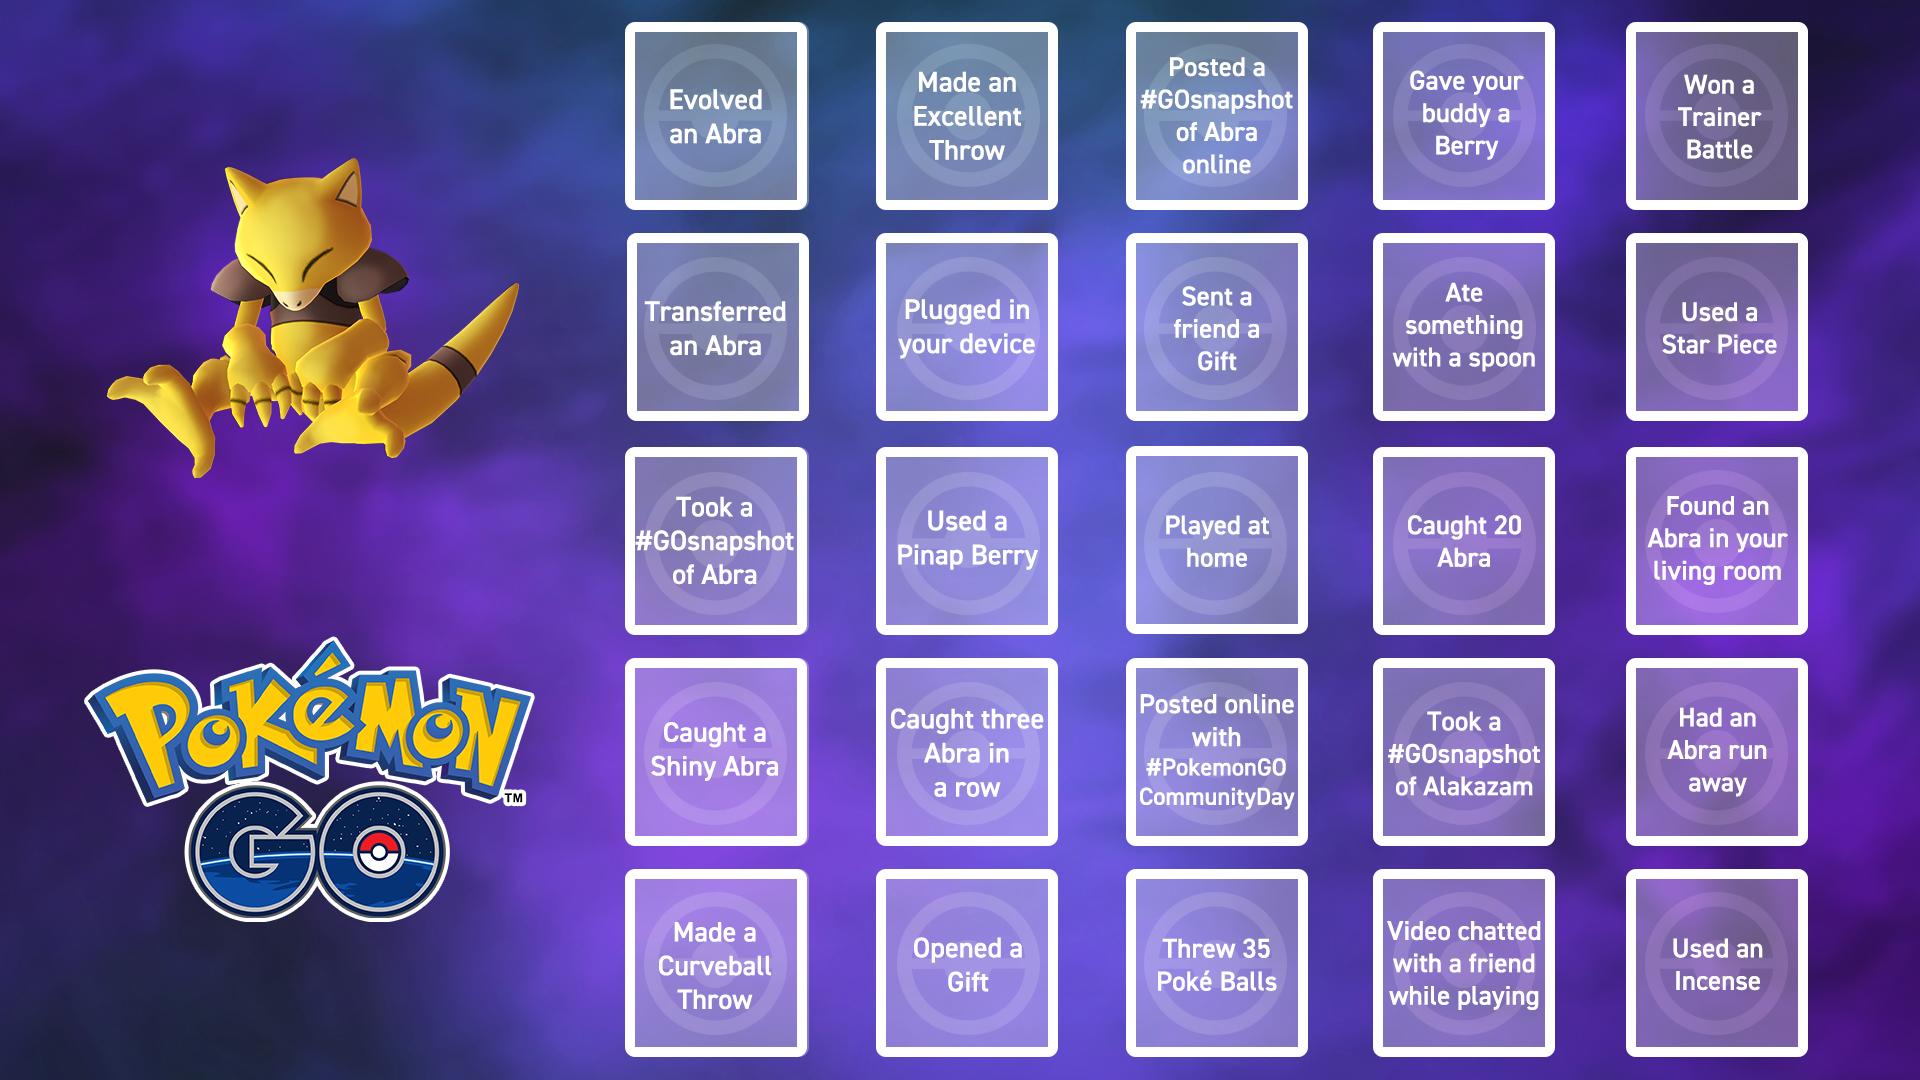 Evolved
an Abra
Made an
Excellent
Throw
Posted a
#GOsnapshot
of Abra
online
Gave your
buddy a
Berry
Won a
Trainer
Battle
Transferred
an Abra
Plugged in
your device
Sent a
friend a
Gift
Ate
something
with a spoon
Used a
Star Piece
Took a
#GOsnapshot
of Abra
Used a
Pinap Berry
Played at
home
Caught 20
Abra
Found an
Abra in your
living room
Caught a
Shiny Abra
Caught three
Abra in
a row
Posted online
with
#PokemonGO
CommunityDay
Took a
#GOsnapshot
of Alakazam
Had an
Abra run
away
Made a
Curveball
Throw
Opened a
Gift
Threw 35
Poké Balls
Video chatted
with a friend
while playing
Used an
Incense
POKéMON
TM
GO